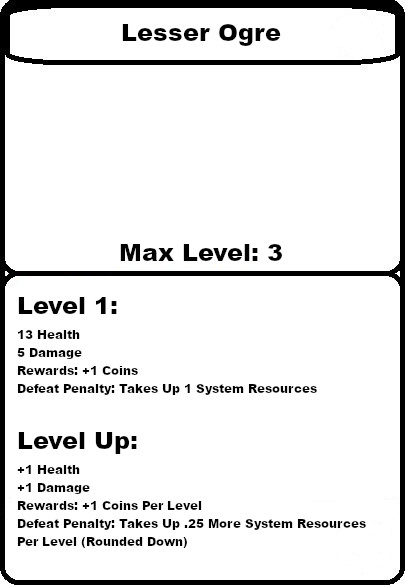 Lesser Ogre
Max Level: 3
Level 1:
13 Health
5 Damage
Rewards: +1 Coins
Defeat Penalty: Takes Up 1 System Resources
Level Up:
+1 Health
+1 Damage
Rewards: +1 Coins Per Level
Defeat Penalty: Takes Up .25 More System Resources
Per Level (Rounded Down)